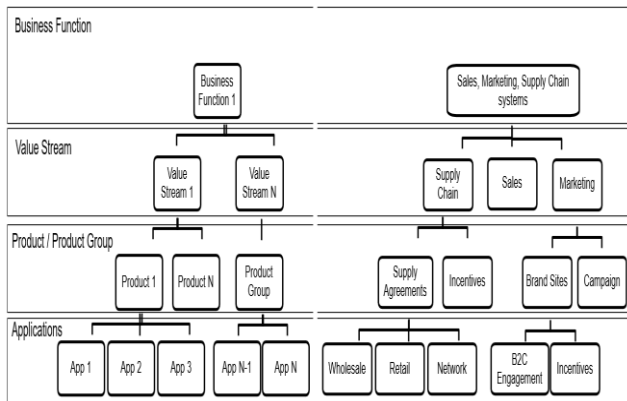 Business Function
Business
Function 1
Sales, Marketing, Supply Chain
systems
Value Stream
Value
Stream 1
Value
Stream N
Supply
Chain
Sales
Marketing
Product / Product Group
Product 1
Product N
Product
Group
Supply
Agreements
Incentives
Brand Sites
Campaign
Applications
App 1
App 2
App 3
App N-1
App N
Wholesale
Retail
Network
B2C
Engagement
Incentives